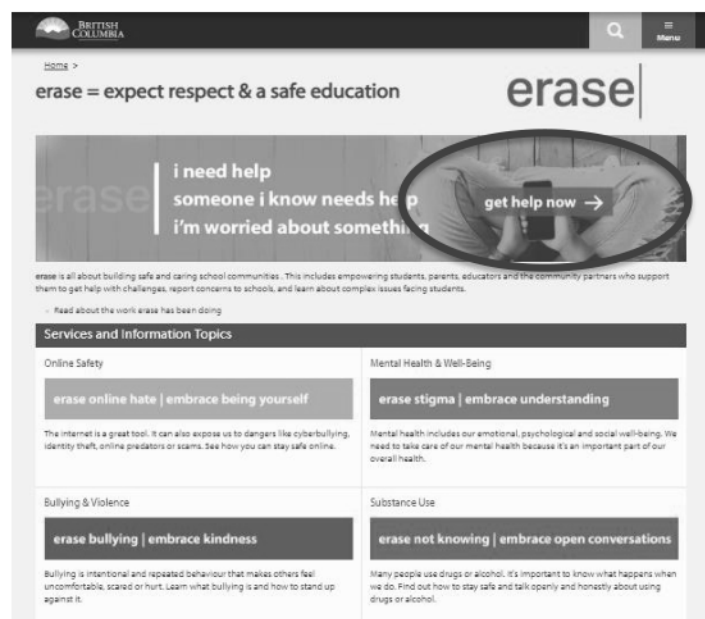 BRITISH
COLUMBIA
Menu
Home >
erase = expect respect & a safe education
erase
erase
i need help
someone i know needs help
i'm worried about something
get help now →
erase is all about building safe and caring school communities . This includes empowering students, parents, educators and the community partners who support
them to get help with challenges, report concerns to schools, and learn about complex issues facing students.
Read about the work erase has been doing
Services and Information Topics
Online Safety
erase online hate | embrace being yourself
The internet is a great tool. It can also expose us to dangers like cyberbullying,
identity theft, online predators or scams. See how you can stay safe online.
Mental Health & Well-Being
erase stigma | embrace understanding
Mental health includes our emotional, psychological and social well-being. We
need to take care of our mental health because it's an important part of our
overall health.
Bullying & Violence
erase bullying | embrace kindness
Bullying is intentional and repeated behaviour that makes others feel
uncomfortable, scared or hurt. Learn what bullying is and how to stand up
against it.
Substance Use
erase not knowing | embrace open conversations
Many people use drugs or alcohol. It's important to know what happens when
we do. Find out how to stay safe and talk openly and honestly about using
drugs or alcohol.